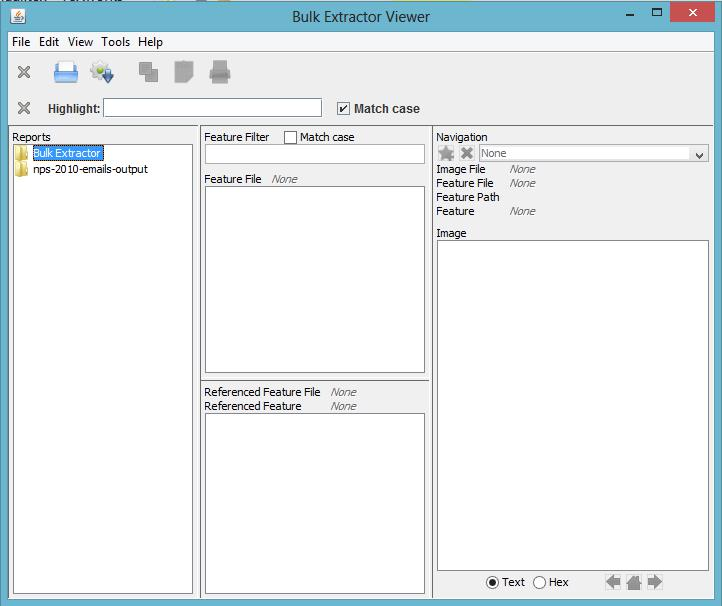 Bulk Extractor Viewer
File Edit View Tools Help
Highlight: Match case
Reports
Bulk Extractor
nps-2010-emails-output
Feature Filter Match case
Feature File None
Referenced Feature File None
Referenced Feature None
Navigation
None
Image File None
Feature File None
Feature Path
Feature None
Image
Text Hex